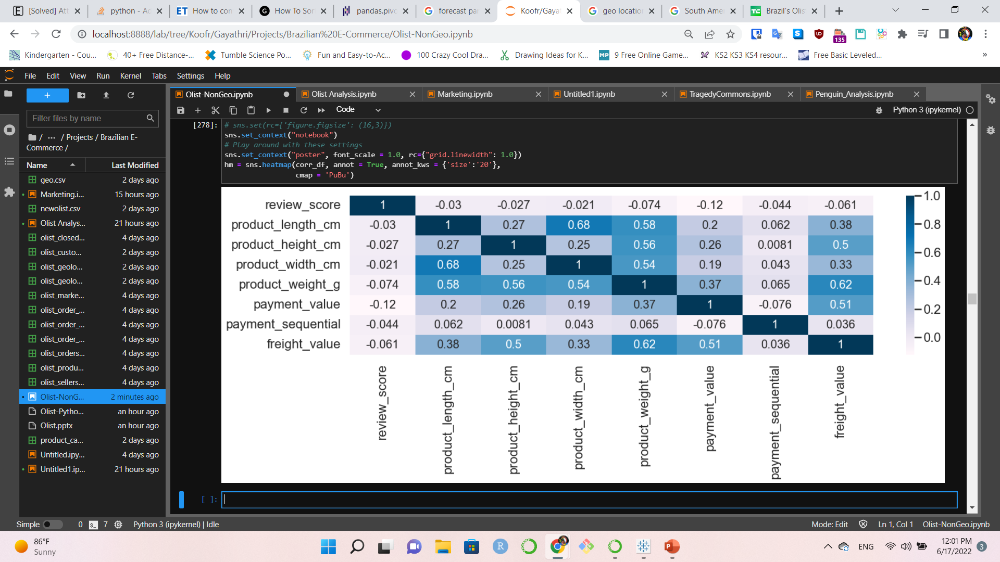 [Solved] Att
python - Ac
How to con
How To Sor
pandas.pivo
forecast par
Koofr/Gayat
geo location
South Amer
Brazil's Olis
localhost:8888/lab/tree/Koofr/Gayathri/Projects/Brazilian%20E-Commerce/Olist-NonGeo.ipynb
135
Kindergarten - Cou...
40+ Free Distance-...
Tumble Science Po...
Fun and Easy-to-Ac...
100 Crazy Cool Dra...
Drawing Ideas for K...
MP 9 Free Online Game...
KS2 KS3 KS4 resour...
Free Basic Leveled...
»
File Edit View Run Kernel Tabs Settings Help
Olist-NonGeo.ipynb
Olist Analysis.ipynb
Marketing.ipynb
Untitled1.ipynb
TragedyCommons.ipynb
Penguin_Analysis.ipynb
Code
Python 3 (ipykernel)
Filter files by name
/ ··· / Projects / Brazilian E-
Commerce /
Name Last Modified
geo.csv 2 days ago
Marketing.i... 15 hours ago
newolist.csv 2 days ago
Olist Analys... 21 hours ago
olist_closed... 4 days ago
olist_custo... 2 days ago
olist_geolo... 2 days ago
olist_geolo... 2 days ago
olist_marke... 4 days ago
olist_order_... 4 days ago
olist_order_... 4 days ago
olist_order_... 4 days ago
olist_orders... 4 days ago
olist_produ... 4 days ago
olist_sellers... 4 days ago
Olist-NonG... 2 minutes ago
Olist-Pytho... an hour ago
Olist.pptx an hour ago
product_ca... 2 days ago
Untitled.ipy... 4 days ago
Untitled1.ip... 21 hours ago
[278]: # sns.set(rc={'figure.figsize': (16,3)})
sns.set_context("notebook")
# Play around with these settings
sns.set_context("poster", font_scale = 1.0, rc={"grid.linewidth": 1.0})
hm = sns.heatmap(corr_df, annot = True, annot_kws = {'size':'20'},
cmap = 'PuBu')
review_score 1 -0.03 -0.027 -0.021 -0.074 -0.12 -0.044 -0.061
product_length_cm -0.03 1 0.27 0.68 0.58 0.2 0.062 0.38
product_height_cm -0.027 0.27 1 0.25 0.56 0.26 0.0081 0.5
product_width_cm -0.021 0.68 0.25 1 0.54 0.19 0.043 0.33
product_weight_g -0.074 0.58 0.56 0.54 1 0.37 0.065 0.62
payment_value -0.12 0.2 0.26 0.19 0.37 1 -0.076 0.51
payment_sequential -0.044 0.062 0.0081 0.043 0.065 -0.076 1 0.036
freight_value -0.061 0.38 0.5 0.33 0.62 0.51 0.036 1
1.0
0.8
0.6
0.4
0.2
0.0
review_score
product_length_cm
product_height_cm
product_width_cm
product_weight_g
payment_value
payment_sequential
freight_value
[ ]:
Simple 0 $_ 7 Python 3 (ipykernel) | Idle
Mode: Edit Ln 1, Col 1 Olist-NonGeo.ipynb
86°F
Sunny
ENG
12:01 PM
6/17/2022
3